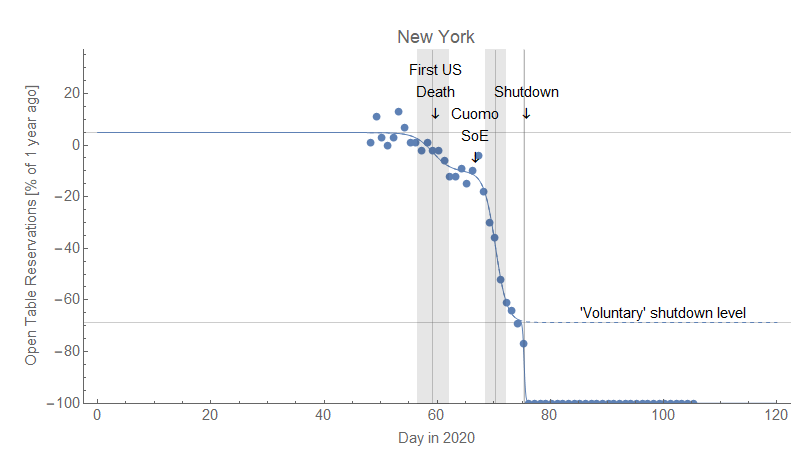 New York
First US
Death
Shutdown
Cuomo
SoE
'Voluntary' shutdown level
Open Table Reservations [% of 1 year ago]
20
0
−20
−40
−60
−80
−100
0
20
40
60
80
100
120
Day in 2020